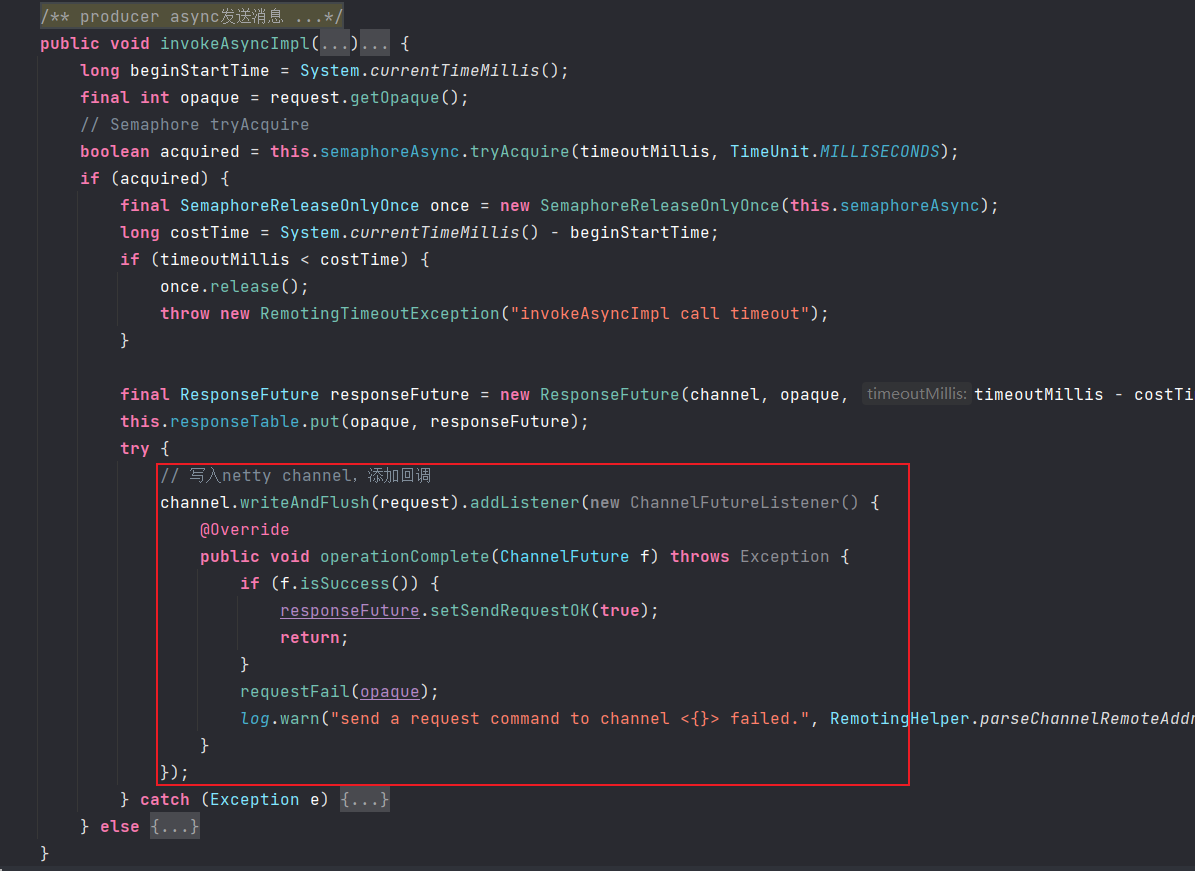 /** producer async发送消息 ...*/
public void invokeAsyncImpl(...)... {
long beginStartTime = System.currentTimeMillis();
final int opaque = request.getOpaque();
// Semaphore tryAcquire
boolean acquired = this.semaphoreAsync.tryAcquire(timeoutMillis, TimeUnit.MILLISECONDS);
if (acquired) {
final SemaphoreReleaseOnlyOnce once = new SemaphoreReleaseOnlyOnce(this.semaphoreAsync);
long costTime = System.currentTimeMillis() - beginStartTime;
if (timeoutMillis < costTime) {
once.release();
throw new RemotingTimeoutException("invokeAsyncImpl call timeout");
}
final ResponseFuture responseFuture = new ResponseFuture(channel, opaque, timeoutMillis: timeoutMillis - costTi
this.responseTable.put(opaque, responseFuture);
try {
// 写入netty channel，添加回调
channel.writeAndFlush(request).addListener(new ChannelFutureListener() {
@Override
public void operationComplete(ChannelFuture f) throws Exception {
if (f.isSuccess()) {
responseFuture.setSendRequestOK(true);
return;
}
requestFail(opaque);
log.warn("send a request command to channel <{}> failed.", RemotingHelper.parseChannelRemoteAddr
}
});
} catch (Exception e) {...}
} else {...}
}